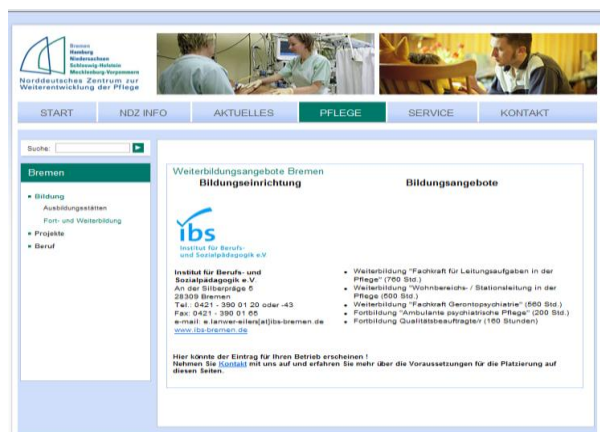 Bremen
Hamburg
Niedersachsen
Schleswig-Holstein
Mecklenburg-Vorpommern
Norddeutsches Zentrum zur
Weiterentwicklung der Pflege
START NDZ INFO AKTUELLES PFLEGE SERVICE KONTAKT
Suche:
Bremen
Bildung
Ausbildungsstätten
Fort- und Weiterbildung
Projekte
Beruf
Weiterbildungsangebote Bremen
Bildungseinrichtung Bildungsangebote
ibs
Institut für Berufs-
und Sozialpädagogik e.V
Institut für Berufs- und
Sozialpädagogik e.V.
An der Silberpräge 5
28309 Bremen
Tel.: 0421 - 390 01 20 oder -43
Fax: 0421 - 390 01 65
e-mail: e.lanwer-eilers[at]ibs-bremen.de
www.ibs-bremen.de
Weiterbildung "Fachkraft für Leitungsaufgaben in der
Pflege" (760 Std.)
Weiterbildung "Wohnbereichs- / Stationsleitung in der
Pflege (500 Std.)
Weiterbildung "Fachkraft Gerontopsychiatrie" (560 Std.)
Fortbildung "Ambulante psychiatrische Pflege" (200 Std.)
Fortbildung Qualitätsbeauftragte/r (160 Stunden)
Hier könnte der Eintrag für Ihren Betrieb erscheinen !
Nehmen Sie Kontakt mit uns auf und erfahren Sie mehr über die Voraussetzungen für die Platzierung auf
diesen Seiten.